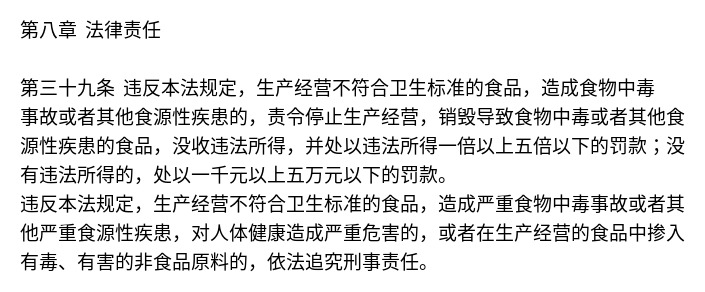 第八章 法律责任
第三十九条 违反本法规定，生产经营不符合卫生标准的食品，造成食物中毒
事故或者其他食源性疾患的，责令停止生产经营，销毁导致食物中毒或者其他食
源性疾患的食品，没收违法所得，并处以违法所得一倍以上五倍以下的罚款；没
有违法所得的，处以一千元以上五万元以下的罚款。
违反本法规定，生产经营不符合卫生标准的食品，造成严重食物中毒事故或者其
他严重食源性疾患，对人体健康造成严重危害的，或者在生产经营的食品中掺入
有毒、有害的非食品原料的，依法追究刑事责任。